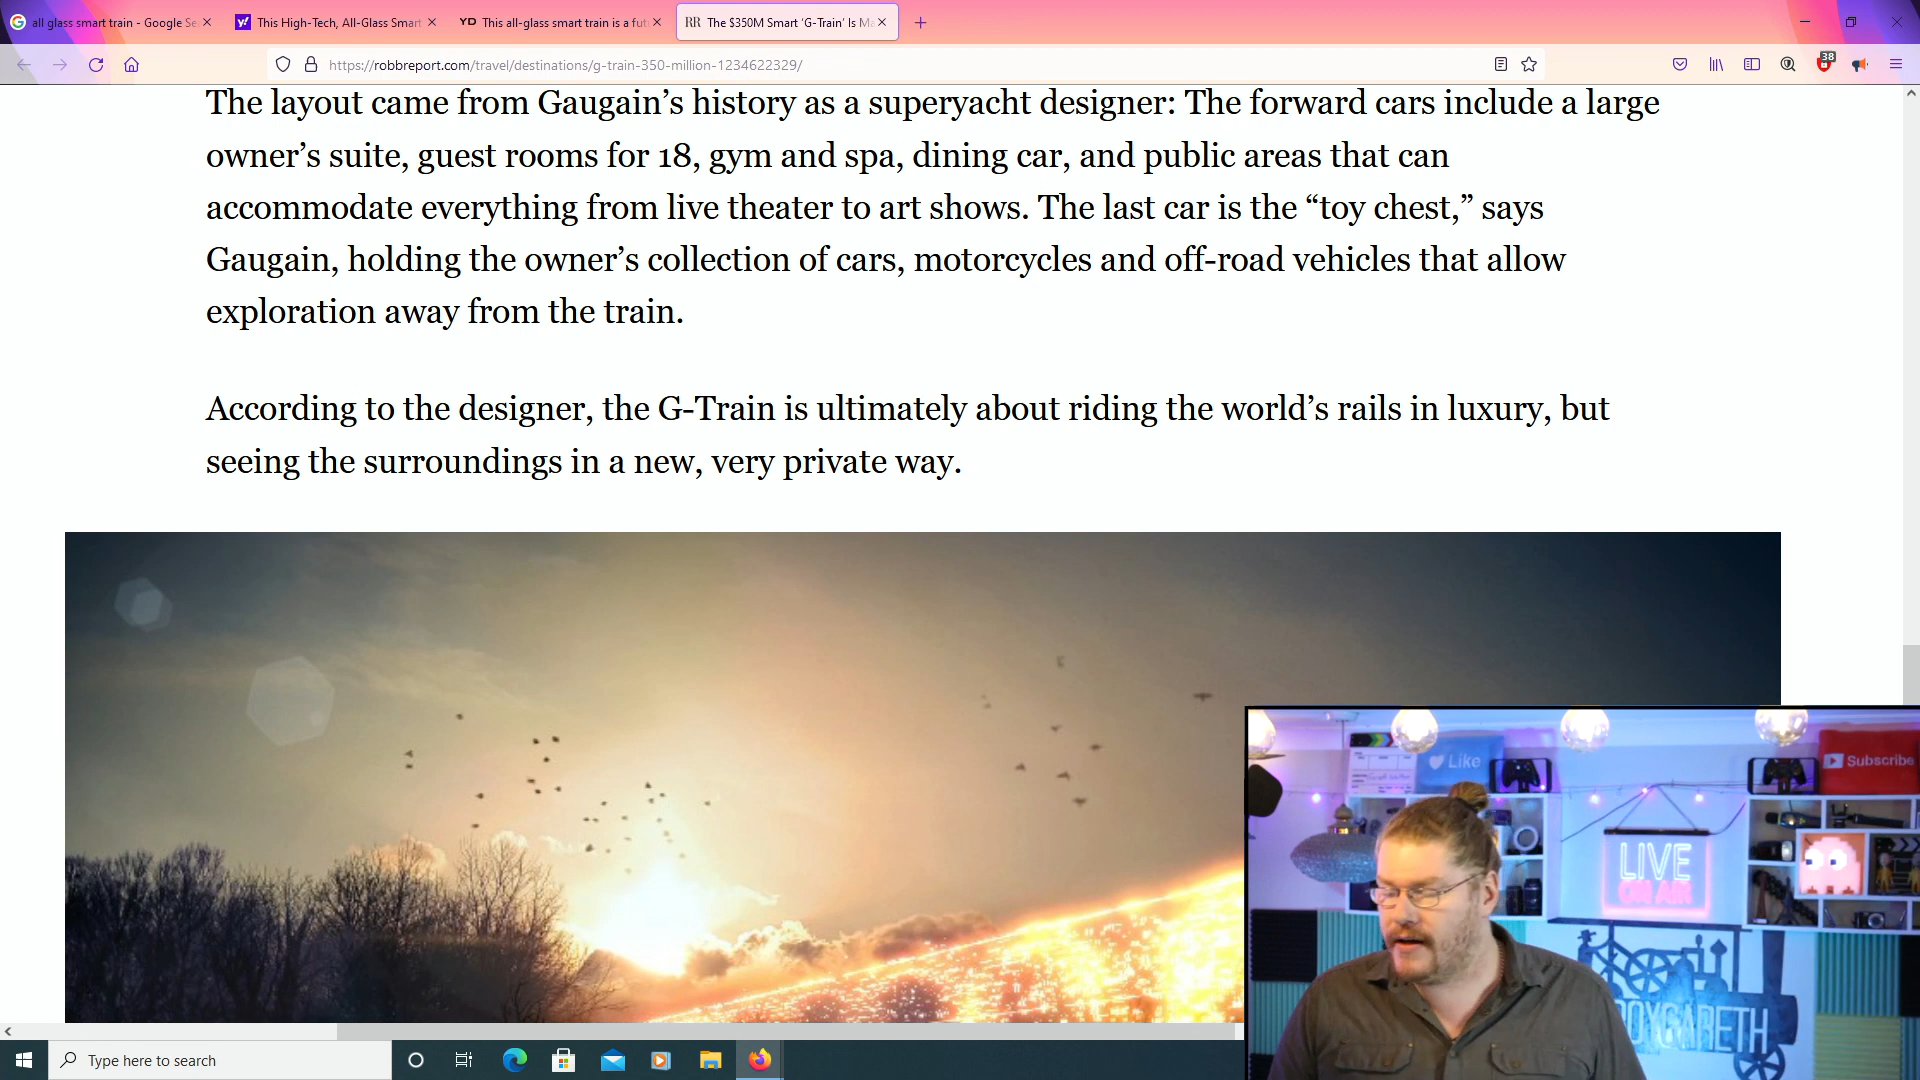 all glass smart train - Google Se
This High-Tech, All-Glass Smart
YD This all-glass smart train is a fut
RR The $350M Smart ‘G-Train’ Is Ma
https://robbreport.com/travel/destinations/g-train-350-million-1234622329/
38
The layout came from Gaugain’s history as a superyacht designer: The forward cars include a large
owner’s suite, guest rooms for 18, gym and spa, dining car, and public areas that can
accommodate everything from live theater to art shows. The last car is the “toy chest,” says
Gaugain, holding the owner’s collection of cars, motorcycles and off-road vehicles that allow
exploration away from the train.
According to the designer, the G-Train is ultimately about riding the world’s rails in luxury, but
seeing the surroundings in a new, very private way.
Like
Subscribe
LIVE
ON AIR
Type here to search